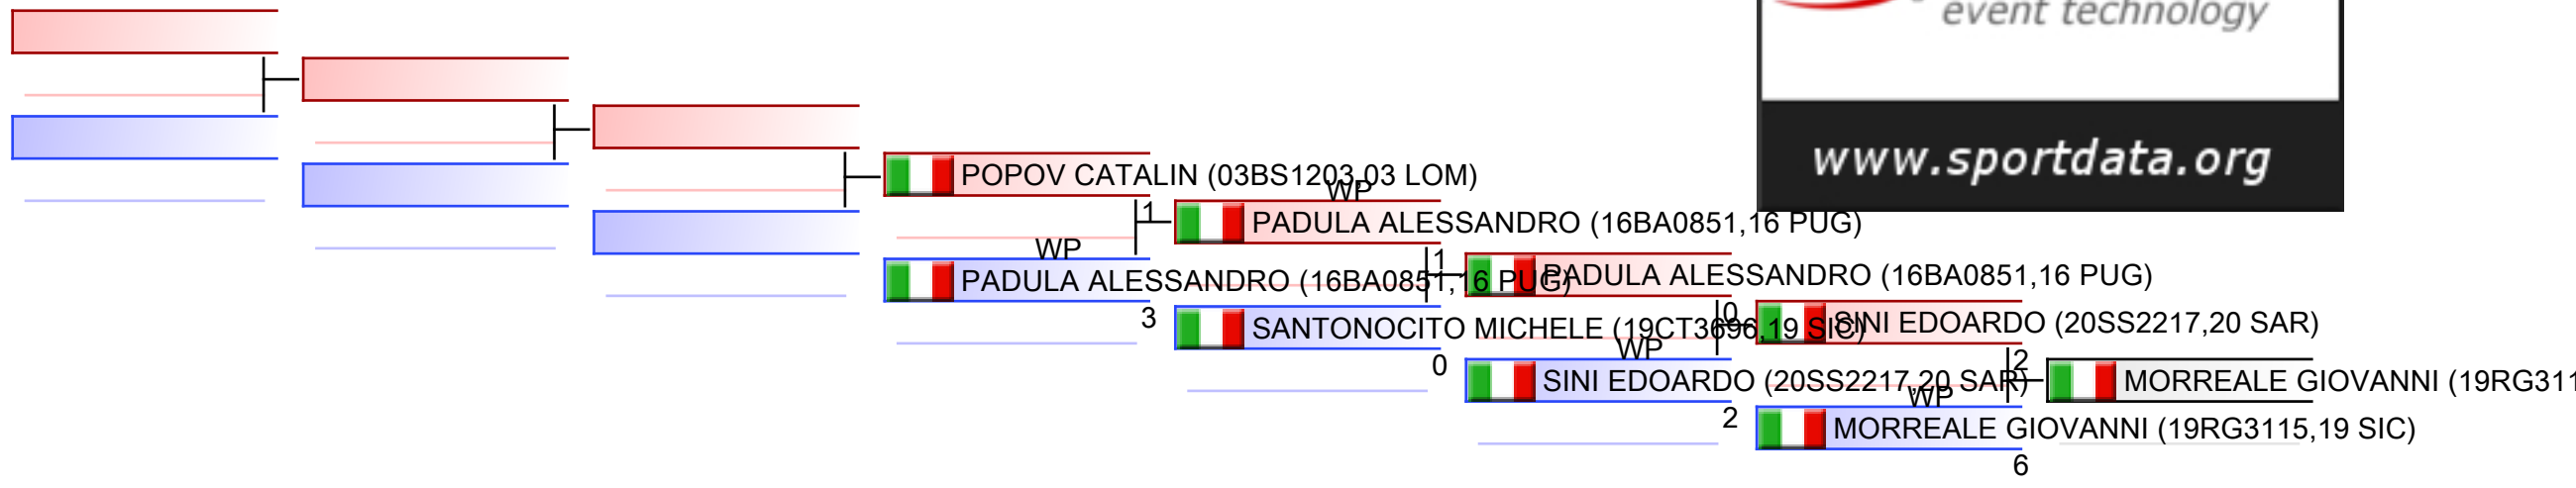 event technology
www.sportdata.org
POPOV CATALIN (03BS1203,03 LOM)
WP
1
PADULA ALESSANDRO (16BA0851,16 PUG)
WP
PADULA ALESSANDRO (16BA0851,16 PUG)
3
1
PADULA ALESSANDRO (16BA0851,16 PUG)
SANTONOCITO MICHELE (19CT3696,19 SIC)
0
0
SINI EDOARDO (20SS2217,20 SAR)
WP
SINI EDOARDO (20SS2217,20 SAR)
2
2
MORREALE GIOVANNI (19RG311
WP
MORREALE GIOVANNI (19RG3115,19 SIC)
6